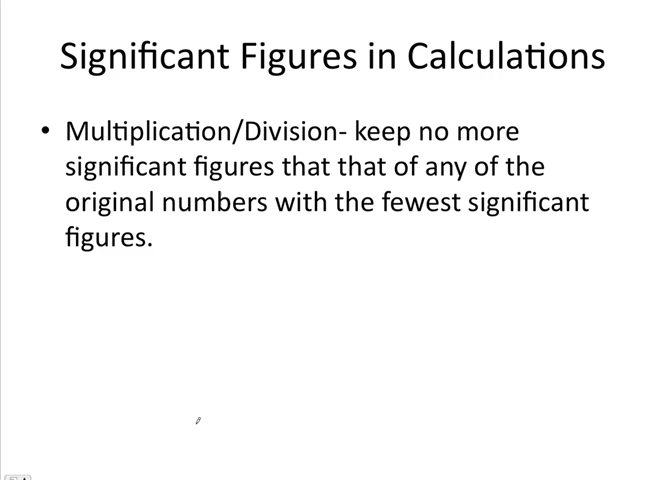 Significant Figures in Calculations
• Multiplication/Division- keep no more
significant figures that that of any of the
original numbers with the fewest significant
figures.